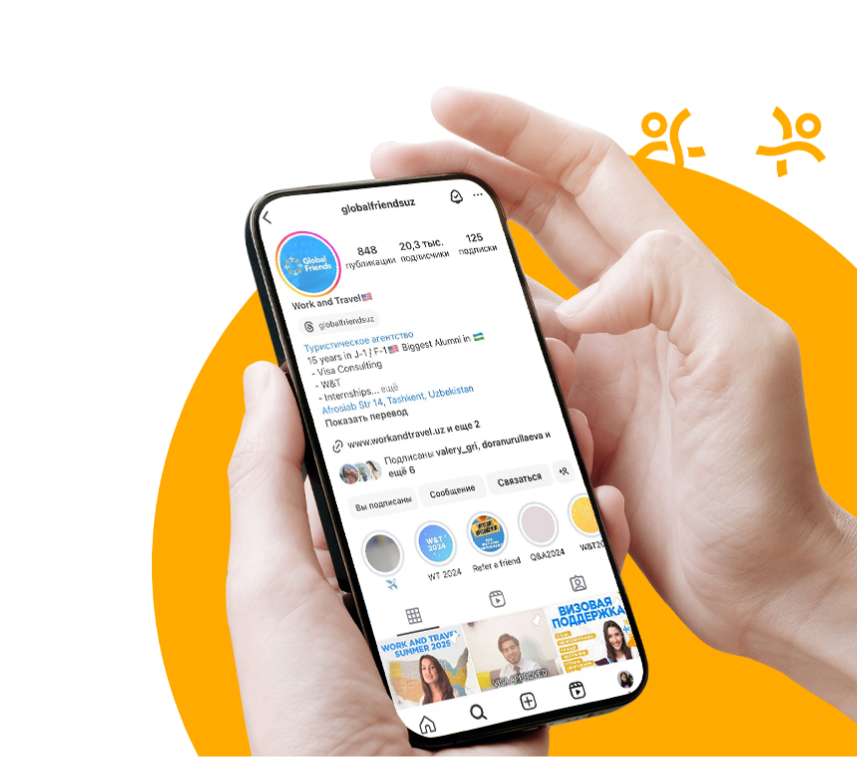 globalfriendsuz
Global
Friends
848
публикации
20,3 тыс.
подписчики
125
подписки
Work and Travel🇺🇸
globalfriendsuz
Туристическое агентство
15 years in J-1 / F-1🇺🇸 Biggest Alumni in 🇺🇿
- Visa Consulting
- W&T
- Internships... ещё
Afrosiab Str 14, Tashkent, Uzbekistan
Показать перевод
www.workandtravel.uz и еще 2
Подписаны valery_gri, doranurullaeva и
ещё 6
Вы подписаны
Сообщение
Связаться
W&T
2024
WT 2024
Refer a friend
Q&A2024
W&T20
WORK AND TRAVEL
SUMMER 2025
VISA APPROVED
ВИЗОВАЯ
ПОДДЕРЖКА